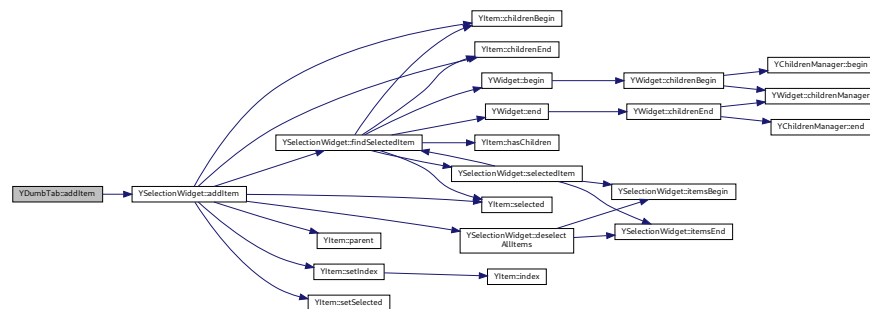 YItem::childrenBegin
YItem::childrenEnd
YChildrenManager::begin
YWidget::begin
YWidget::childrenBegin
YWidget::childrenManager
YWidget::end
YWidget::childrenEnd
YChildrenManager::end
YSelectionWidget::findSelectedItem
YItem::hasChildren
YSelectionWidget::selectedItem
YDumbTab::addItem
YSelectionWidget::addItem
YSelectionWidget::itemsBegin
YItem::selected
YSelectionWidget::itemsEnd
YItem::parent
YSelectionWidget::deselect
AllItems
YItem::setIndex
YItem::index
YItem::setSelected